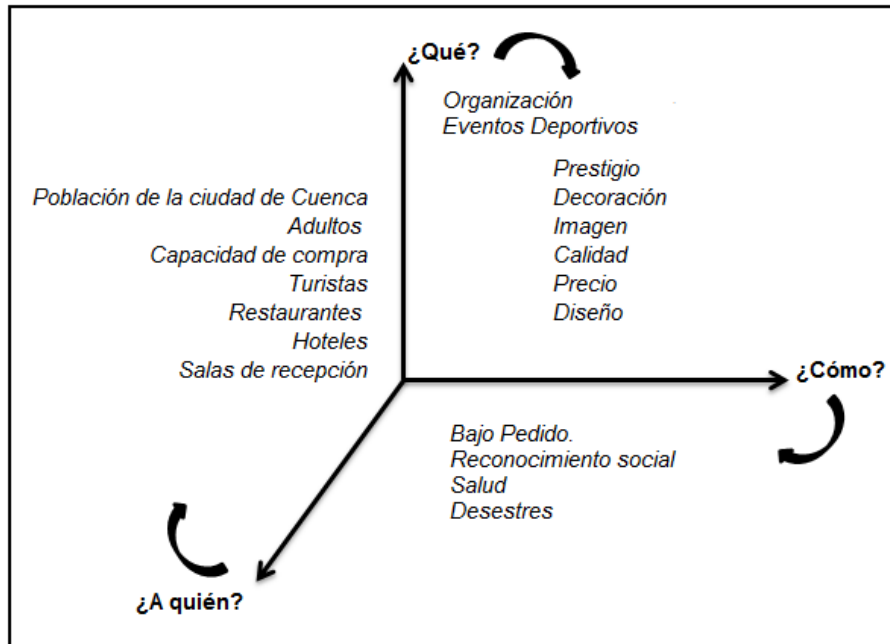 ¿Qué?
Organización
Eventos Deportivos
Prestigio
Decoración
Imagen
Calidad
Precio
Diseño
Población de la ciudad de Cuenca
Adultos
Capacidad de compra
Turistas
Restaurantes
Hoteles
Salas de recepción
¿Cómo?
Bajo Pedido.
Reconocimiento social
Salud
Desestres
¿A quién?